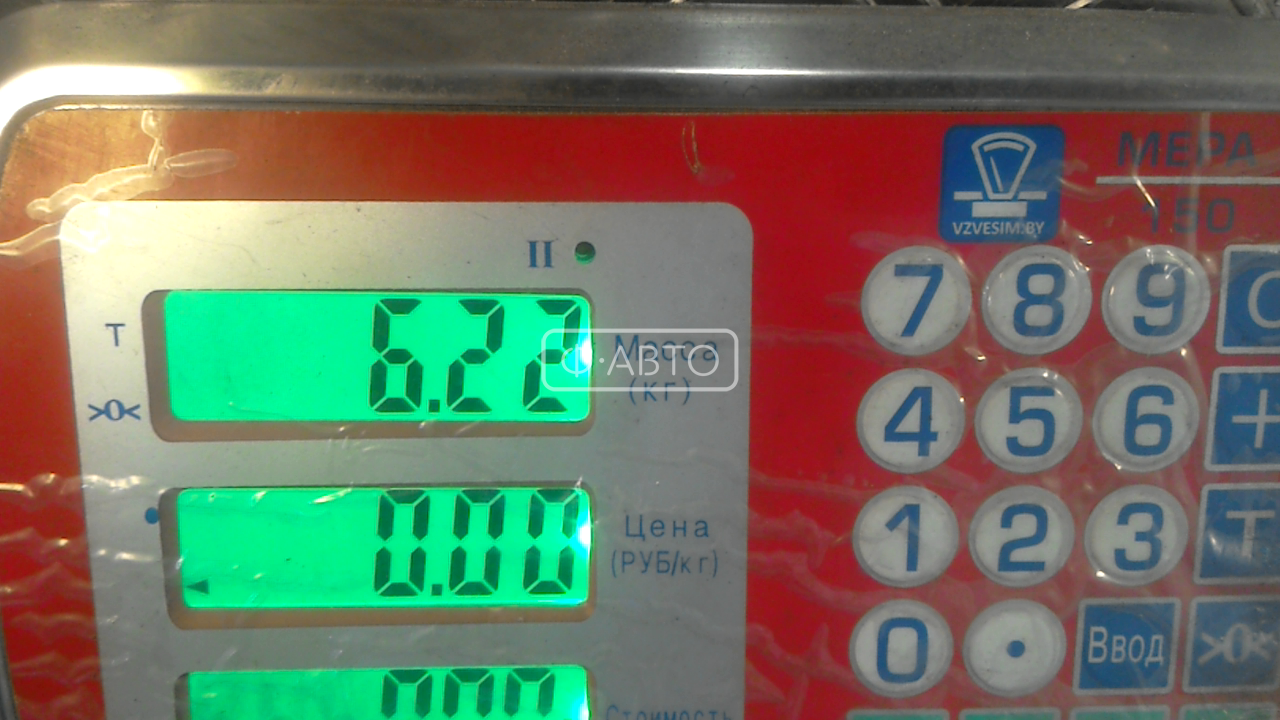 МЕРА
150
VZVESIM.BY
II
T
>0<
6.22
Масса
(кг)
Ф·АВТО
0.00
Цена
(РУБ/кг)
Стоимость
7 8 9 C
4 5 6 +
1 2 3 T
0 . Ввод >0<